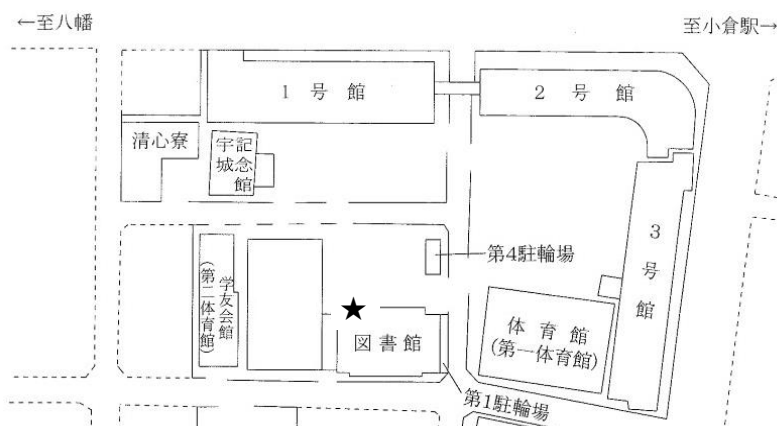 ←至八幡
至小倉駅→
1号館
2号館
清心寮
宇城
記念館
3号館
第4駐輪場
学友会館
(第二体育館)
★
図書館
体育館
(第一体育館)
第1駐輪場